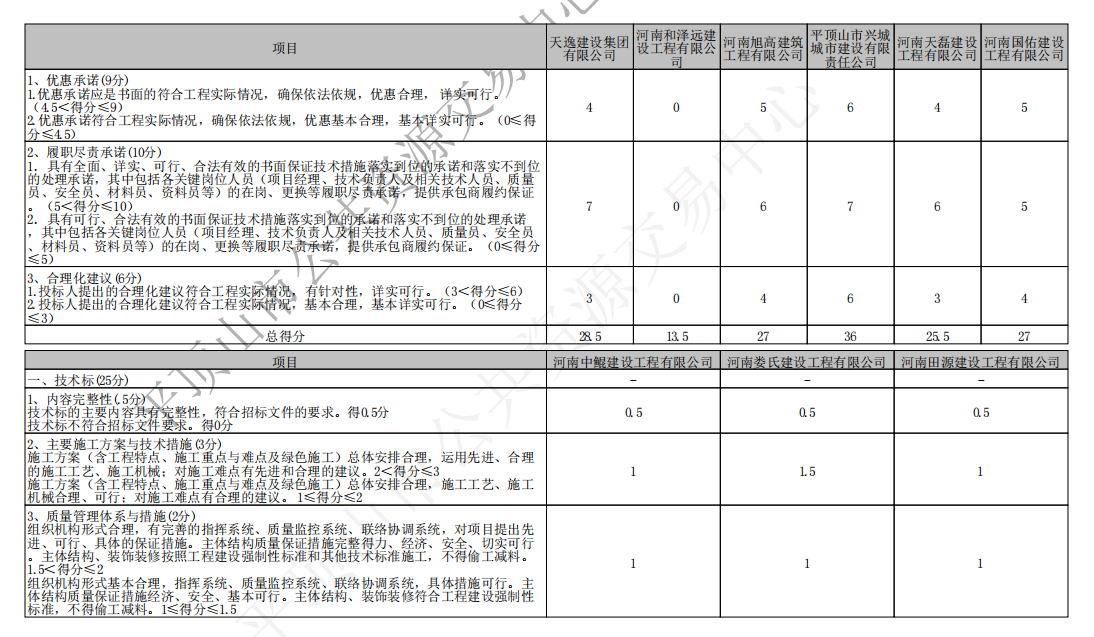 项目
天逸建设集团
有限公司
河南和泽远建
设工程有限公
司
河南旭高建筑
工程有限公司
平顶山市兴城
城市建设有限
责任公司
河南天磊建设
工程有限公司
河南国佑建设
工程有限公司
1、优惠承诺(9分)
1.优惠承诺应是书面的符合工程实际情况，确保依法依规，优惠合理， 详实可行。
（4.5＜得分≤9）
2.优惠承诺符合工程实际情况，确保依法依规，优惠基本合理，基本详实可行。（0≤得
分≤4.5）
4
0
5
6
4
5
2、履职尽责承诺(10分)
1．具有全面、详实、可行、合法有效的书面保证技术措施落实到位的承诺和落实不到位
的处理承诺，其中包括各关键岗位人员（项目经理、技术负责人及相关技术人员、质量
员、安全员、材料员、资料员等）的在岗、更换等履职尽责承诺，提供承包商履约保证
。（5＜得分≤10）
2．具有可行、合法有效的书面保证技术措施落实到位的承诺和落实不到位的处理承诺
，其中包括各关键岗位人员（项目经理、技术负责人及相关技术人员、质量员、安全员
、材料员、资料员等）的在岗、更换等履职尽责承诺，提供承包商履约保证。（0≤得分
≤5）
7
0
6
7
6
5
3、合理化建议(6分)
1.投标人提出的合理化建议符合工程实际情况，有针对性，详实可行。（3＜得分≤6）
2.投标人提出的合理化建议符合工程实际情况，基本合理，基本详实可行。（0≤得分
≤3）
3
0
4
6
3
4
总得分
28.5
13.5
27
36
25.5
27
项目
河南中鲲建设工程有限公司
河南娄氏建设工程有限公司
河南田源建设工程有限公司
一、技术标(25分)
-
-
-
1、内容完整性(.5分)
技术标的主要内容具有完整性，符合招标文件的要求。得0.5分
技术标不符合招标文件要求。得0分
0.5
0.5
0.5
2、主要施工方案与技术措施(3分)
施工方案（含工程特点、施工重点与难点及绿色施工）总体安排合理，运用先进、合理
的施工工艺、施工机械；对施工难点有先进和合理的建议。2＜得分≤3
施工方案（含工程特点、施工重点与难点及绿色施工）总体安排合理，施工工艺、施工
机械合理、可行；对施工难点有合理的建议。 1≤得分≤2
1
1.5
1
3、质量管理体系与措施(2分)
组织机构形式合理，有完善的指挥系统、质量监控系统、联络协调系统，对项目提出先
进、可行、具体的保证措施。主体结构质量保证措施完整得力、经济、安全、切实可行
。主体结构、装饰装修按照工程建设强制性标准和其他技术标准施工，不得偷工减料。
1.5＜得分≤2
组织机构形式基本合理，指挥系统、质量监控系统、联络协调系统，具体措施可行。主
体结构质量保证措施经济、安全、基本可行。主体结构、装饰装修符合工程建设强制性
标准，不得偷工减料。1≤得分≤1.5
1
1
1
平顶山市公共资源交易中心
平顶山市公共资源交易中心